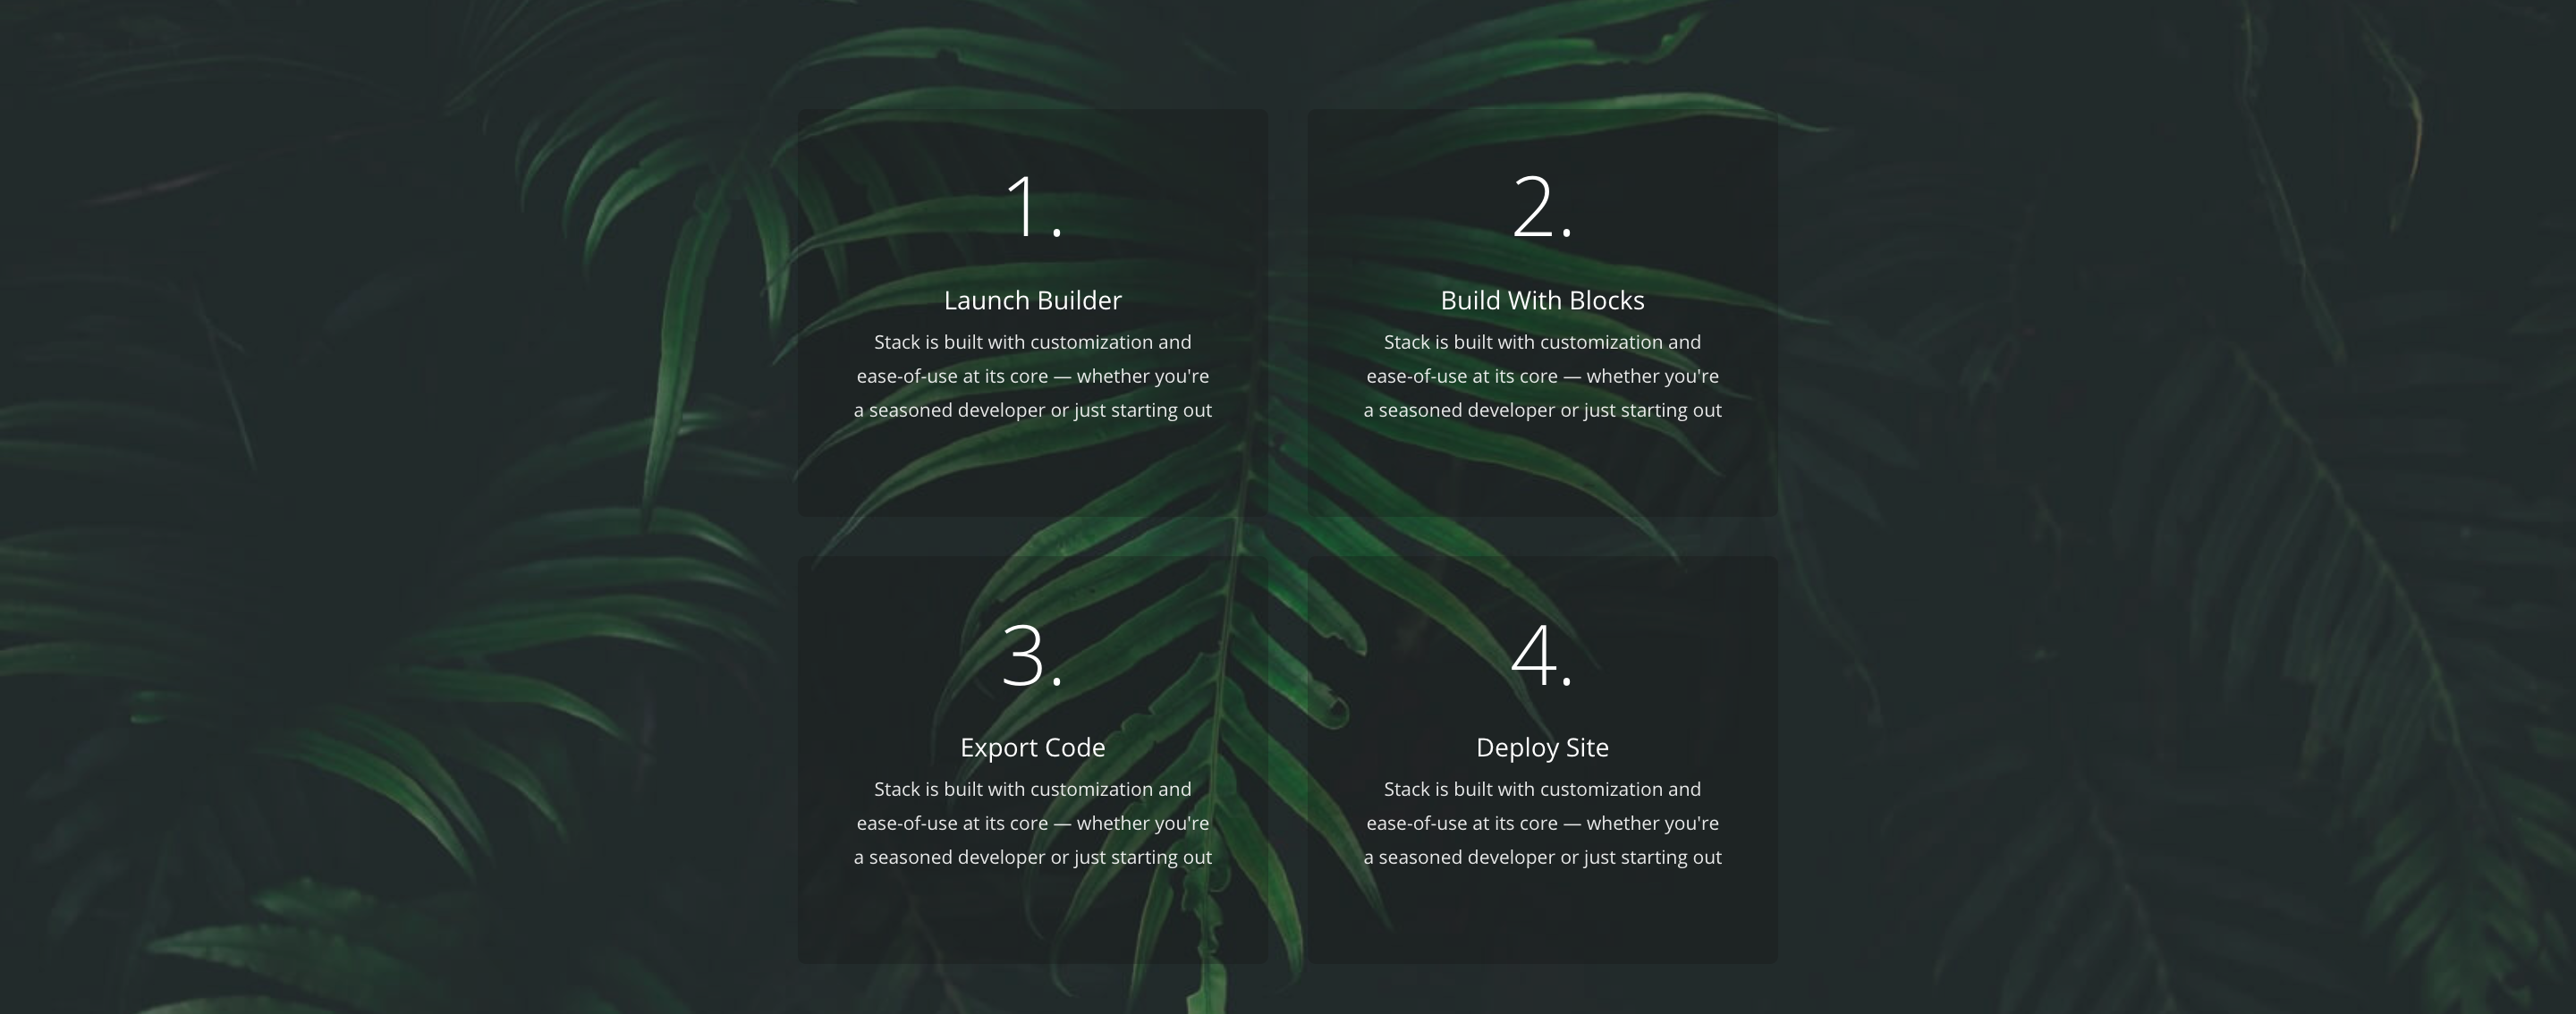 1.
Launch Builder
Stack is built with customization and
ease-of-use at its core — whether you're
a seasoned developer or just starting out
2.
Build With Blocks
Stack is built with customization and
ease-of-use at its core — whether you're
a seasoned developer or just starting out
3.
Export Code
Stack is built with customization and
ease-of-use at its core — whether you're
a seasoned developer or just starting out
4.
Deploy Site
Stack is built with customization and
ease-of-use at its core — whether you're
a seasoned developer or just starting out